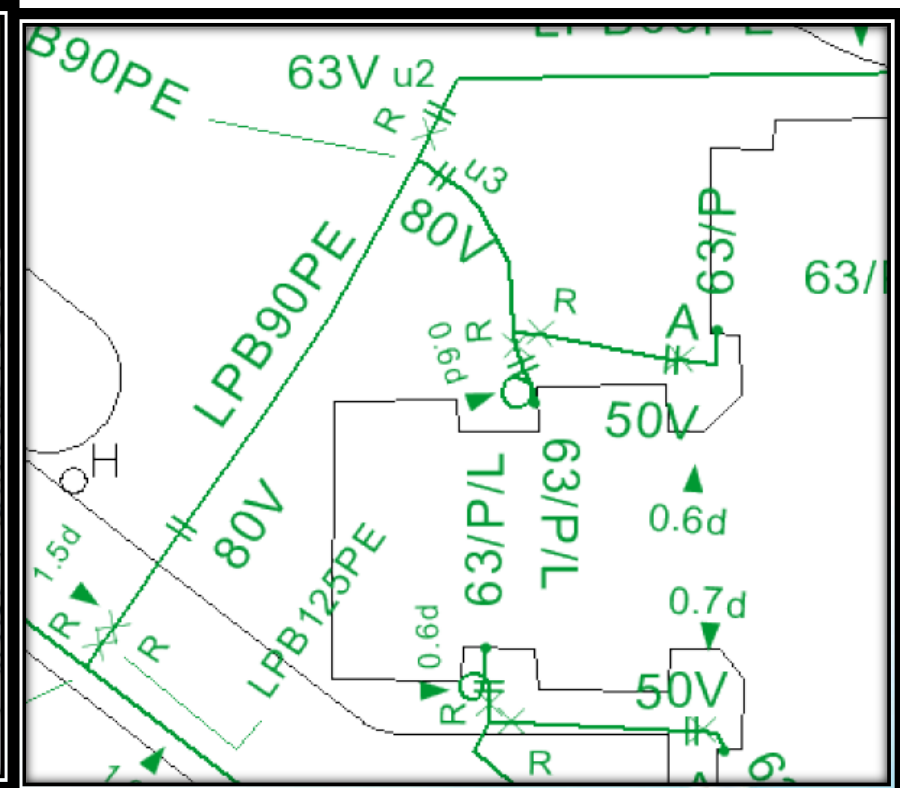 B90PE
63V u2
R
u3
80V
LPB90PE
63/P
R
R
A
0.6d
50V
H
63/P/L
63/P/L
0.6d
80V
1.5d
LPB125PE
R
R
0.6d
0.7d
50V
R
R